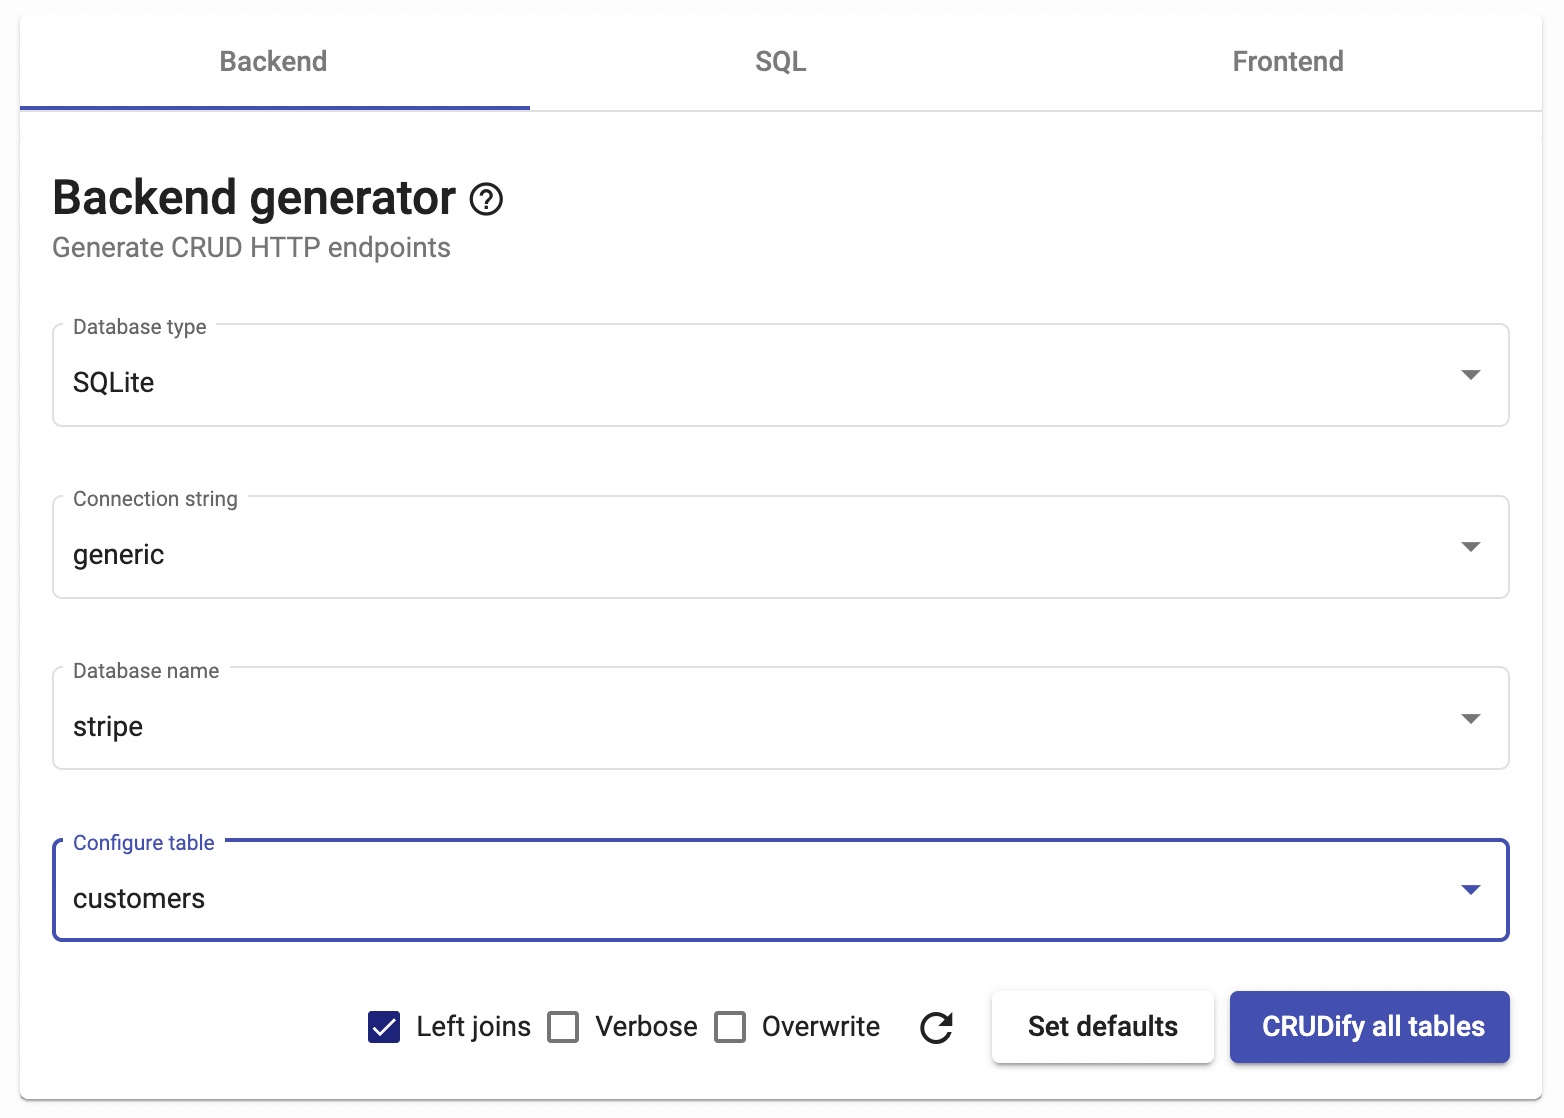 Backend SQL Frontend
Backend generator
Generate CRUD HTTP endpoints
Database type
SQLite
Connection string
generic
Database name
stripe
Configure table
customers
Left joins Verbose Overwrite Set defaults CRUDify all tables